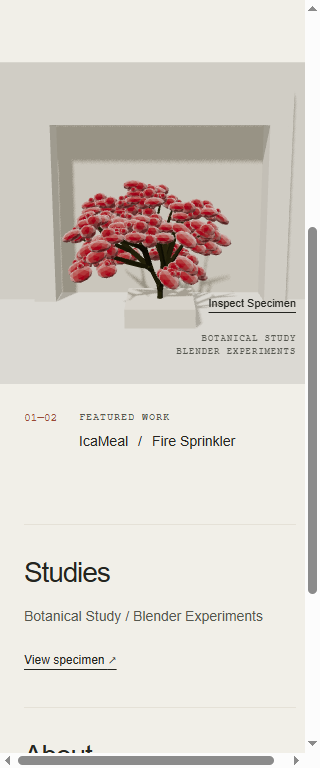 Inspect Specimen
BOTANICAL STUDY
BLENDER EXPERIMENTS
01—02 FEATURED WORK
IcaMeal / Fire Sprinkler
Studies
Botanical Study / Blender Experiments
View specimen ↗
About